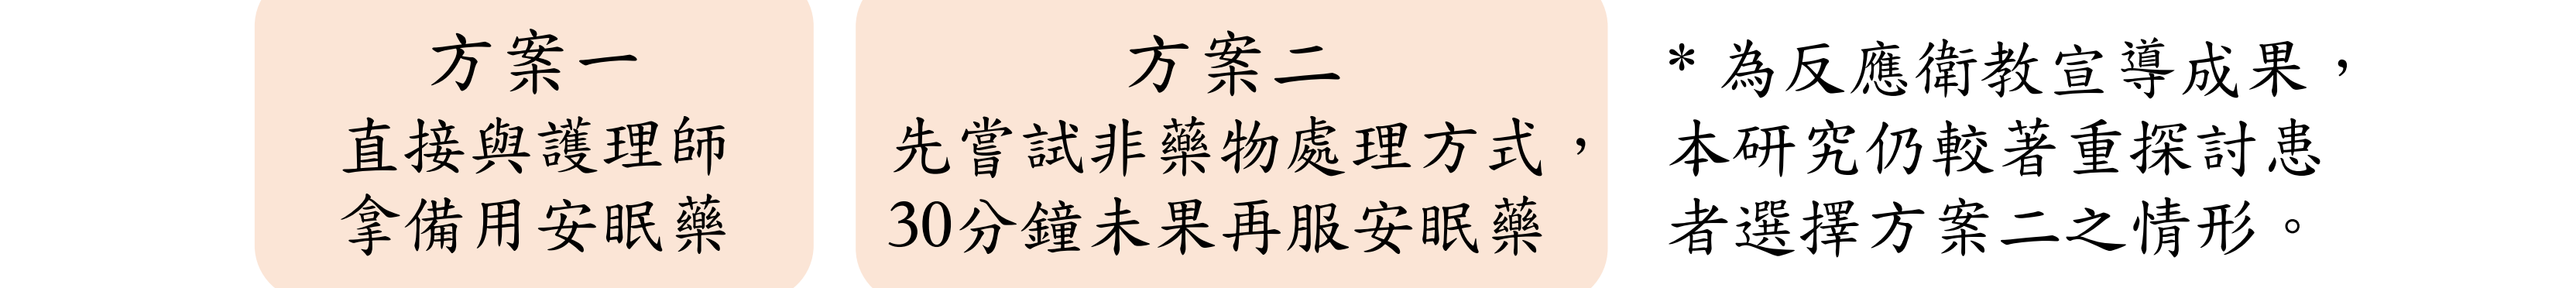 方案一
直接與護理師
拿備用安眠藥
方案二
先嘗試非藥物處理方式，
30分鐘未果再服安眠藥
* 為反應衛教宣導成果，
本研究仍較著重探討患
者選擇方案二之情形。